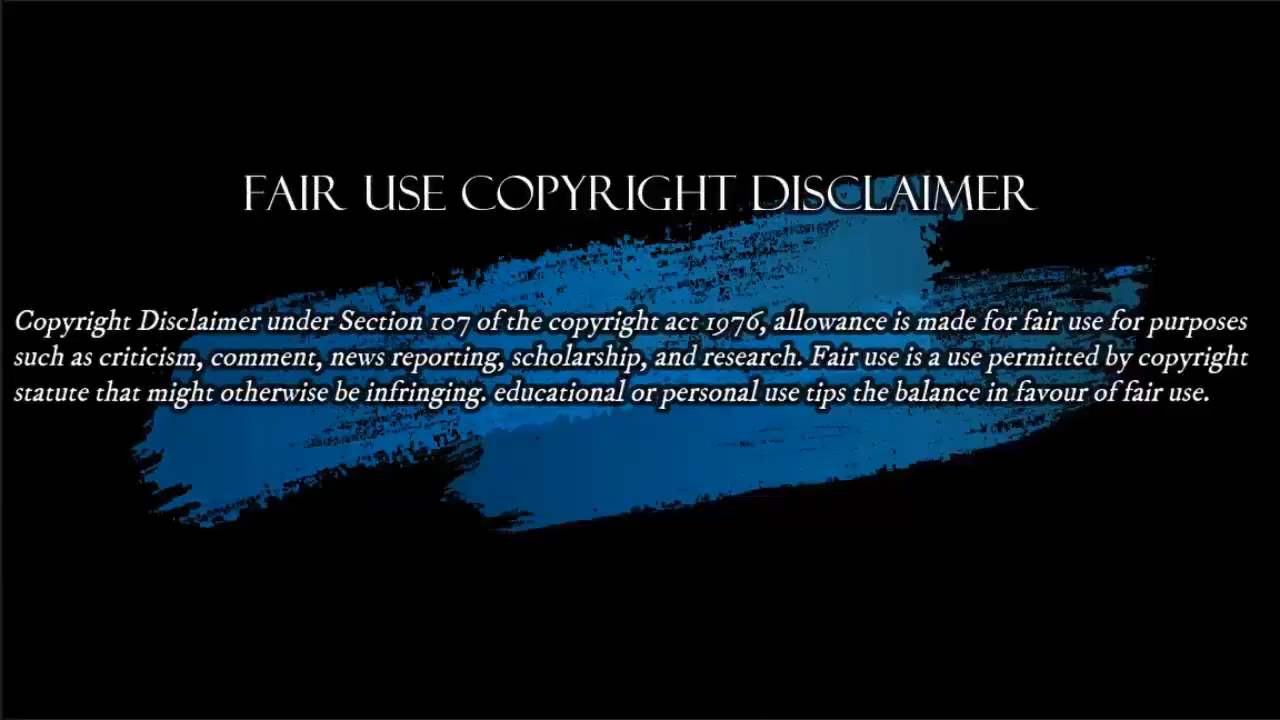 FAIR USE COPYRIGHT DISCLAIMER
Copyright Disclaimer under Section 107 of the copyright act 1976, allowance is made for fair use for purposes
such as criticism, comment, news reporting, scholarship, and research. Fair use is a use permitted by copyright
statute that might otherwise be infringing. educational or personal use tips the balance in favour of fair use.